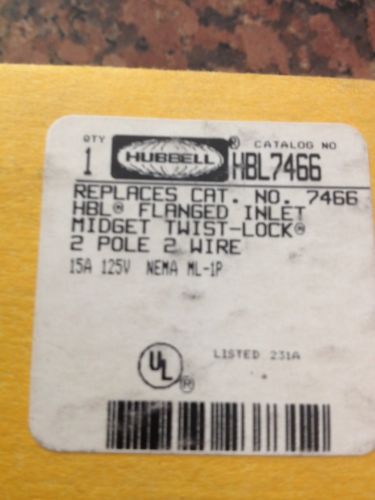 QTY
1
HUBBELL®
CATALOG NO
HBL7466
REPLACES CAT. NO. 7466
HBL® FLANGED INLET
MIDGET TWIST-LOCK®
2 POLE 2 WIRE
15A 125V NEMA ML-1P
UL®
LISTED 231A